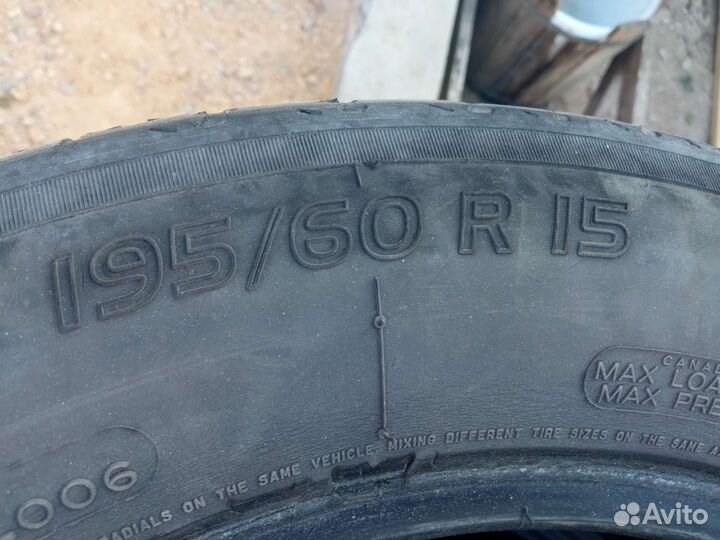 195/60 R 15
CANAD
MAX LOA
MAX PRE
006
RADIALS ON THE SAME VEHICLE. MIXING DIFFERENT TIRE SIZES ON THE SAME A
Avito